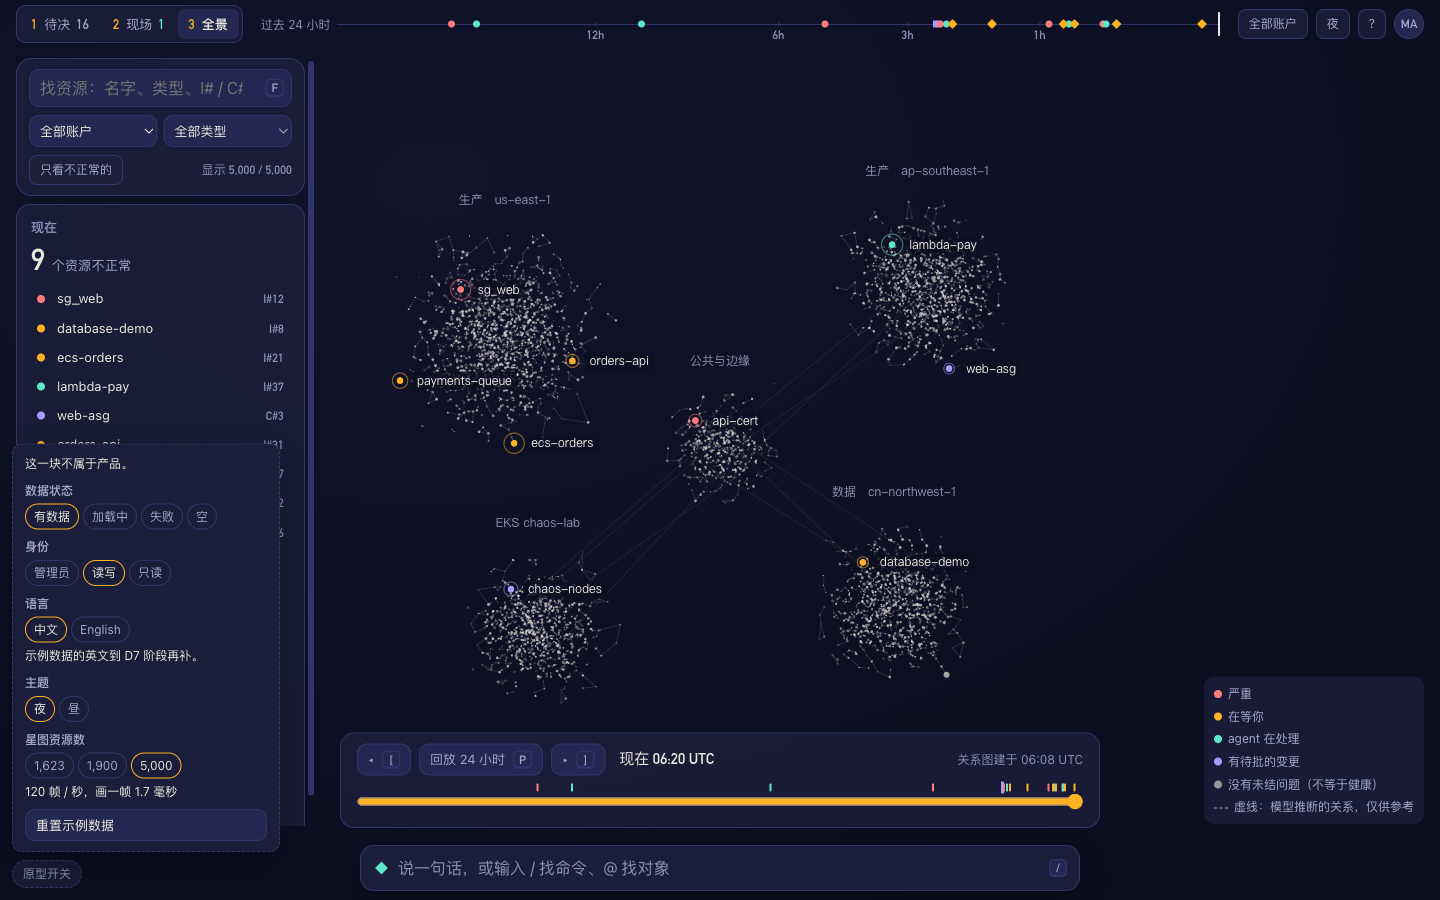 1 待决 16
2 现场 1
3 全景
过去 24 小时
12h
6h
3h
1h
全部账户
夜
?
MA
找资源：名字、类型、I# / C#
F
全部账户
全部类型
只看不正常的
显示 5,000 / 5,000
现在
9 个资源不正常
sg_web I#12
database-demo I#8
ecs-orders I#21
lambda-pay I#37
web-asg C#3
orders-api I#31
7
2
6
这一块不属于产品。
数据状态
有数据 加载中 失败 空
身份
管理员 读写 只读
语言
中文 English
示例数据的英文到 D7 阶段再补。
主题
夜 昼
星图资源数
1,623 1,900 5,000
120 帧 / 秒，画一帧 1.7 毫秒
重置示例数据
原型开关
生产 us-east-1
sg_web
orders-api
payments-queue
ecs-orders
生产 ap-southeast-1
lambda-pay
web-asg
公共与边缘
api-cert
数据 cn-northwest-1
database-demo
EKS chaos-lab
chaos-nodes
[
回放 24 小时 P
]
现在 06:20 UTC
关系图建于 06:08 UTC
说一句话，或输入 / 找命令、@ 找对象
/
严重
在等你
agent 在处理
有待批的变更
没有未结问题（不等于健康）
虚线：模型推断的关系，仅供参考